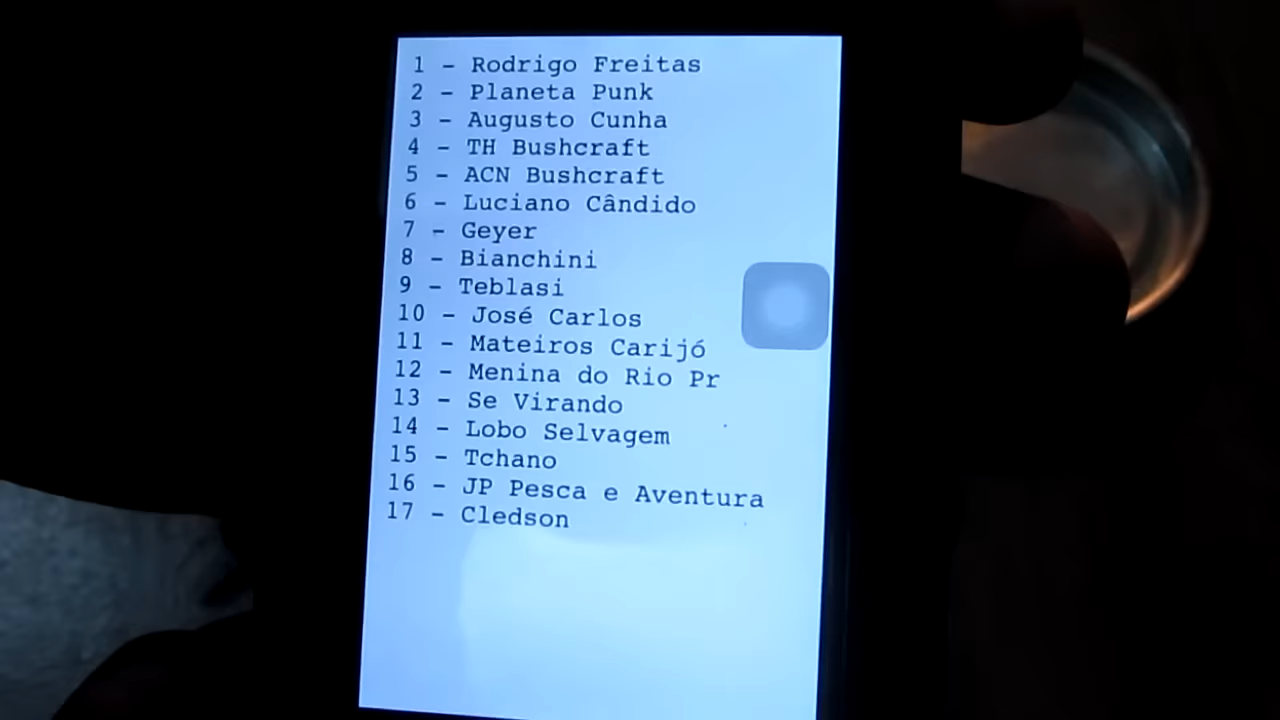 1 - Rodrigo Freitas
2 - Planeta Punk
3 - Augusto Cunha
4 - TH Bushcraft
5 - ACN Bushcraft
6 - Luciano Cândido
7 - Geyer
8 - Bianchini
9 - Teblasi
10 - José Carlos
11 - Mateiros Carijó
12 - Menina do Rio Pr
13 - Se Virando
14 - Lobo Selvagem
15 - Tchano
16 - JP Pesca e Aventura
17 - Cledson